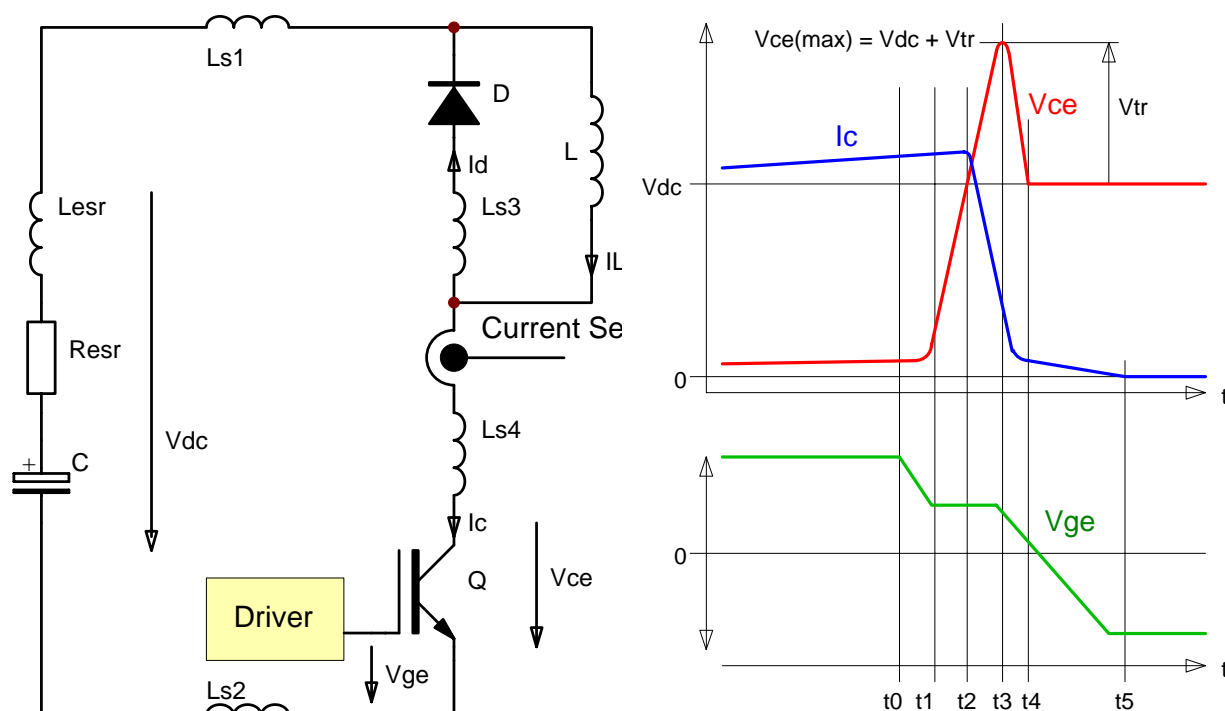 Ls1
D
L
Id
Lesr
Ls3
IL
Resr
Current Se
Vdc
+
C
Ls4
Ic
Q
Vce
Driver
Vge
Ls2
Vce(max) = Vdc + Vtr
Vce
Vtr
Ic
Vdc
0
t
Vge
0
t
t0 t1 t2 t3 t4 t5